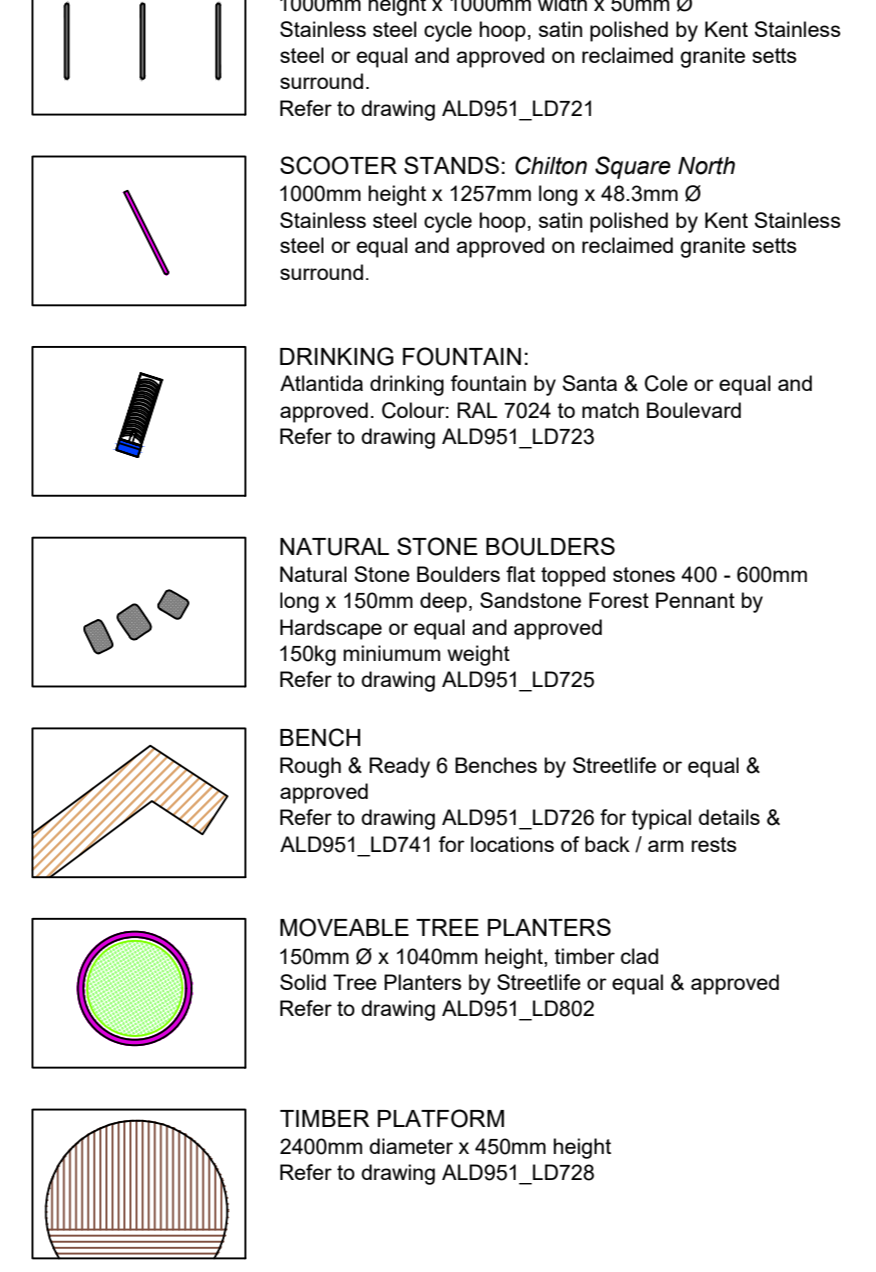 1000mm height x 1000mm width x 50mm Ø
Stainless steel cycle hoop, satin polished by Kent Stainless
steel or equal and approved on reclaimed granite setts
surround.
Refer to drawing ALD951_LD721
SCOOTER STANDS: Chilton Square North
1000mm height x 1257mm long x 48.3mm Ø
Stainless steel cycle hoop, satin polished by Kent Stainless
steel or equal and approved on reclaimed granite setts
surround.
DRINKING FOUNTAIN:
Atlantida drinking fountain by Santa & Cole or equal and
approved. Colour: RAL 7024 to match Boulevard
Refer to drawing ALD951_LD723
NATURAL STONE BOULDERS
Natural Stone Boulders flat topped stones 400 - 600mm
long x 150mm deep, Sandstone Forest Pennant by
Hardscape or equal and approved
150kg miniumum weight
Refer to drawing ALD951_LD725
BENCH
Rough & Ready 6 Benches by Streetlife or equal &
approved
Refer to drawing ALD951_LD726 for typical details &
ALD951_LD741 for locations of back / arm rests
MOVEABLE TREE PLANTERS
150mm Ø x 1040mm height, timber clad
Solid Tree Planters by Streetlife or equal & approved
Refer to drawing ALD951_LD802
TIMBER PLATFORM
2400mm diameter x 450mm height
Refer to drawing ALD951_LD728